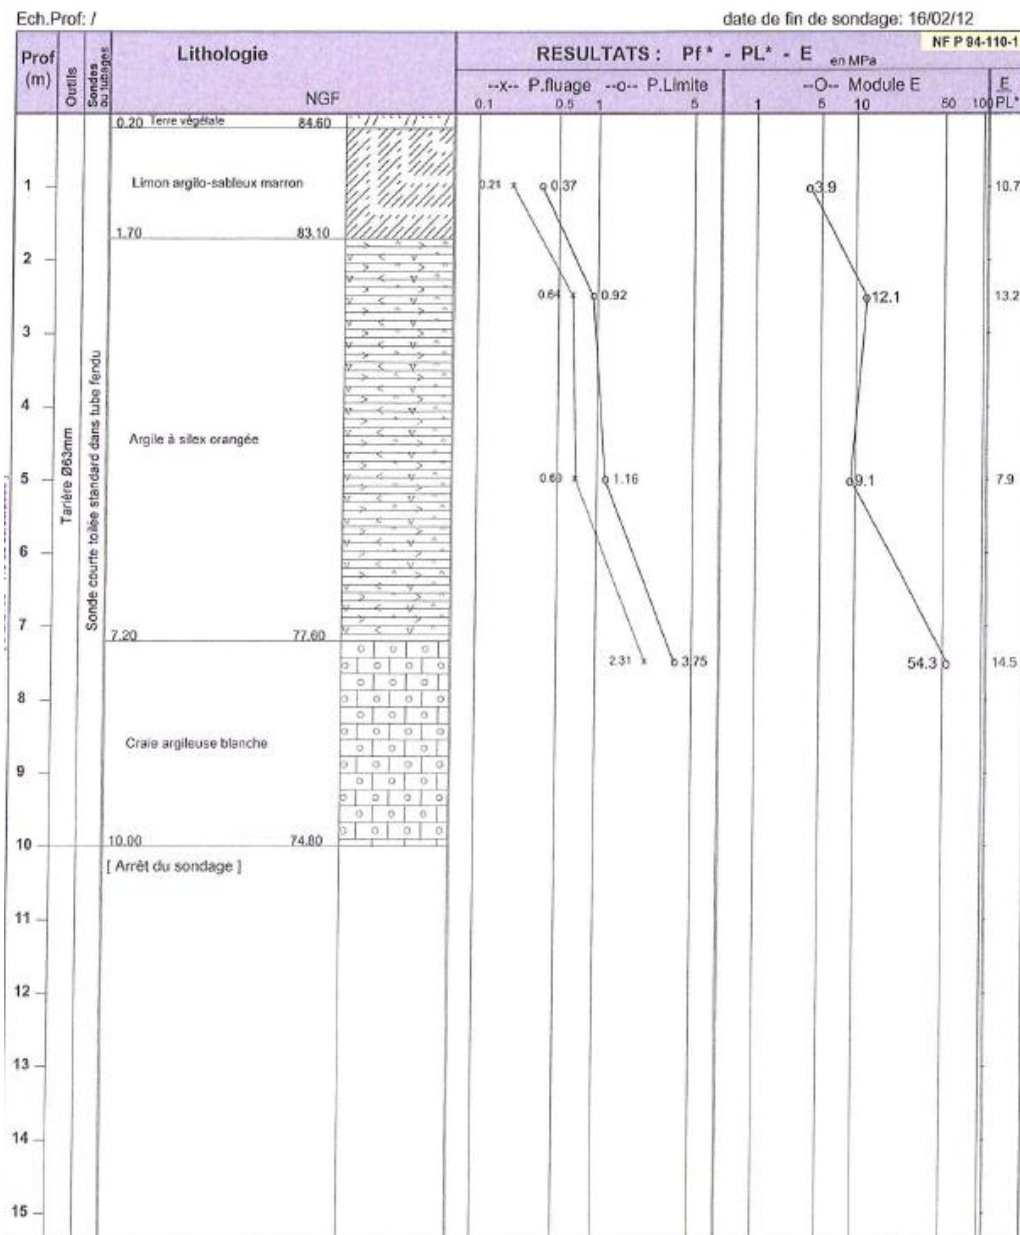 Ech.Prof: /
date de fin de sondage: 16/02/12
Prof
(m)
Outils
Sondes
ou tubages
Lithologie
NGF
RESULTATS : Pf* - PL* - E en MPa
NF P 94-110-1
--x-- P.fluage --o-- P.Limite
--O-- Module E
E
PL*
0.1 0.5 1 5
1 5 10 50 100
0.20 Terre végétale 84.60
1
Limon argilo-sableux marron
0.21
0.37
3.9
10.7
1.70 83.10
2
0.64
0.92
12.1
13.2
3
4
Argile à silex orangée
Tarière Ø63mm
Sonde courte toilée standard dans tube fendu
5
1.16
9.1
7.9
6
7
7.20 77.60
2.31
3.75
54.3
14.5
8
Craie argileuse blanche
9
10
10.00 74.80
[ Arrêt du sondage ]
11
12
13
14
15